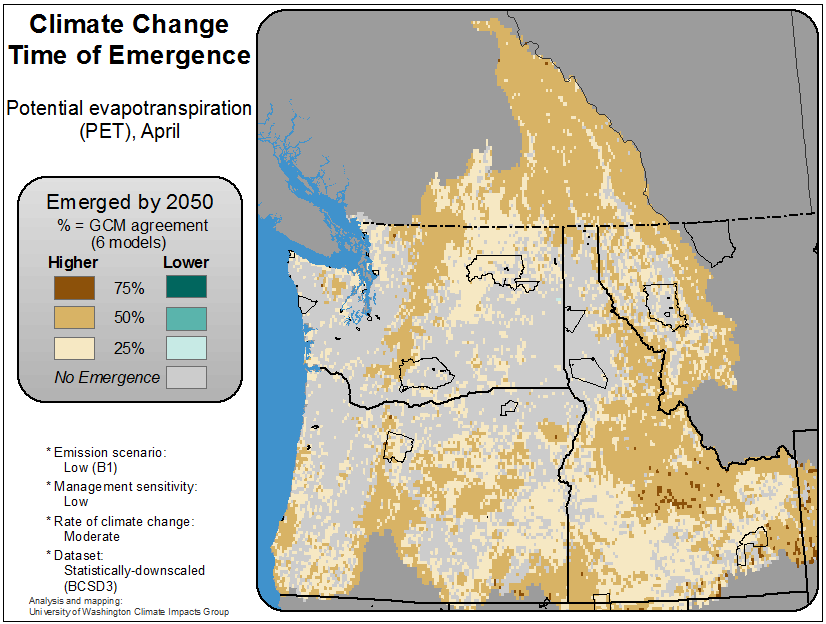 Climate Change
Time of Emergence
Potential evapotranspiration
(PET), April
Emerged by 2050
% = GCM agreement
(6 models)
Higher Lower
75%
50%
25%
No Emergence
* Emission scenario:
Low (B1)
* Management sensitivity:
Low
* Rate of climate change:
Moderate
* Dataset:
Statistically-downscaled
(BCSD3)
Analysis and mapping:
University of Washington Climate Impacts Group